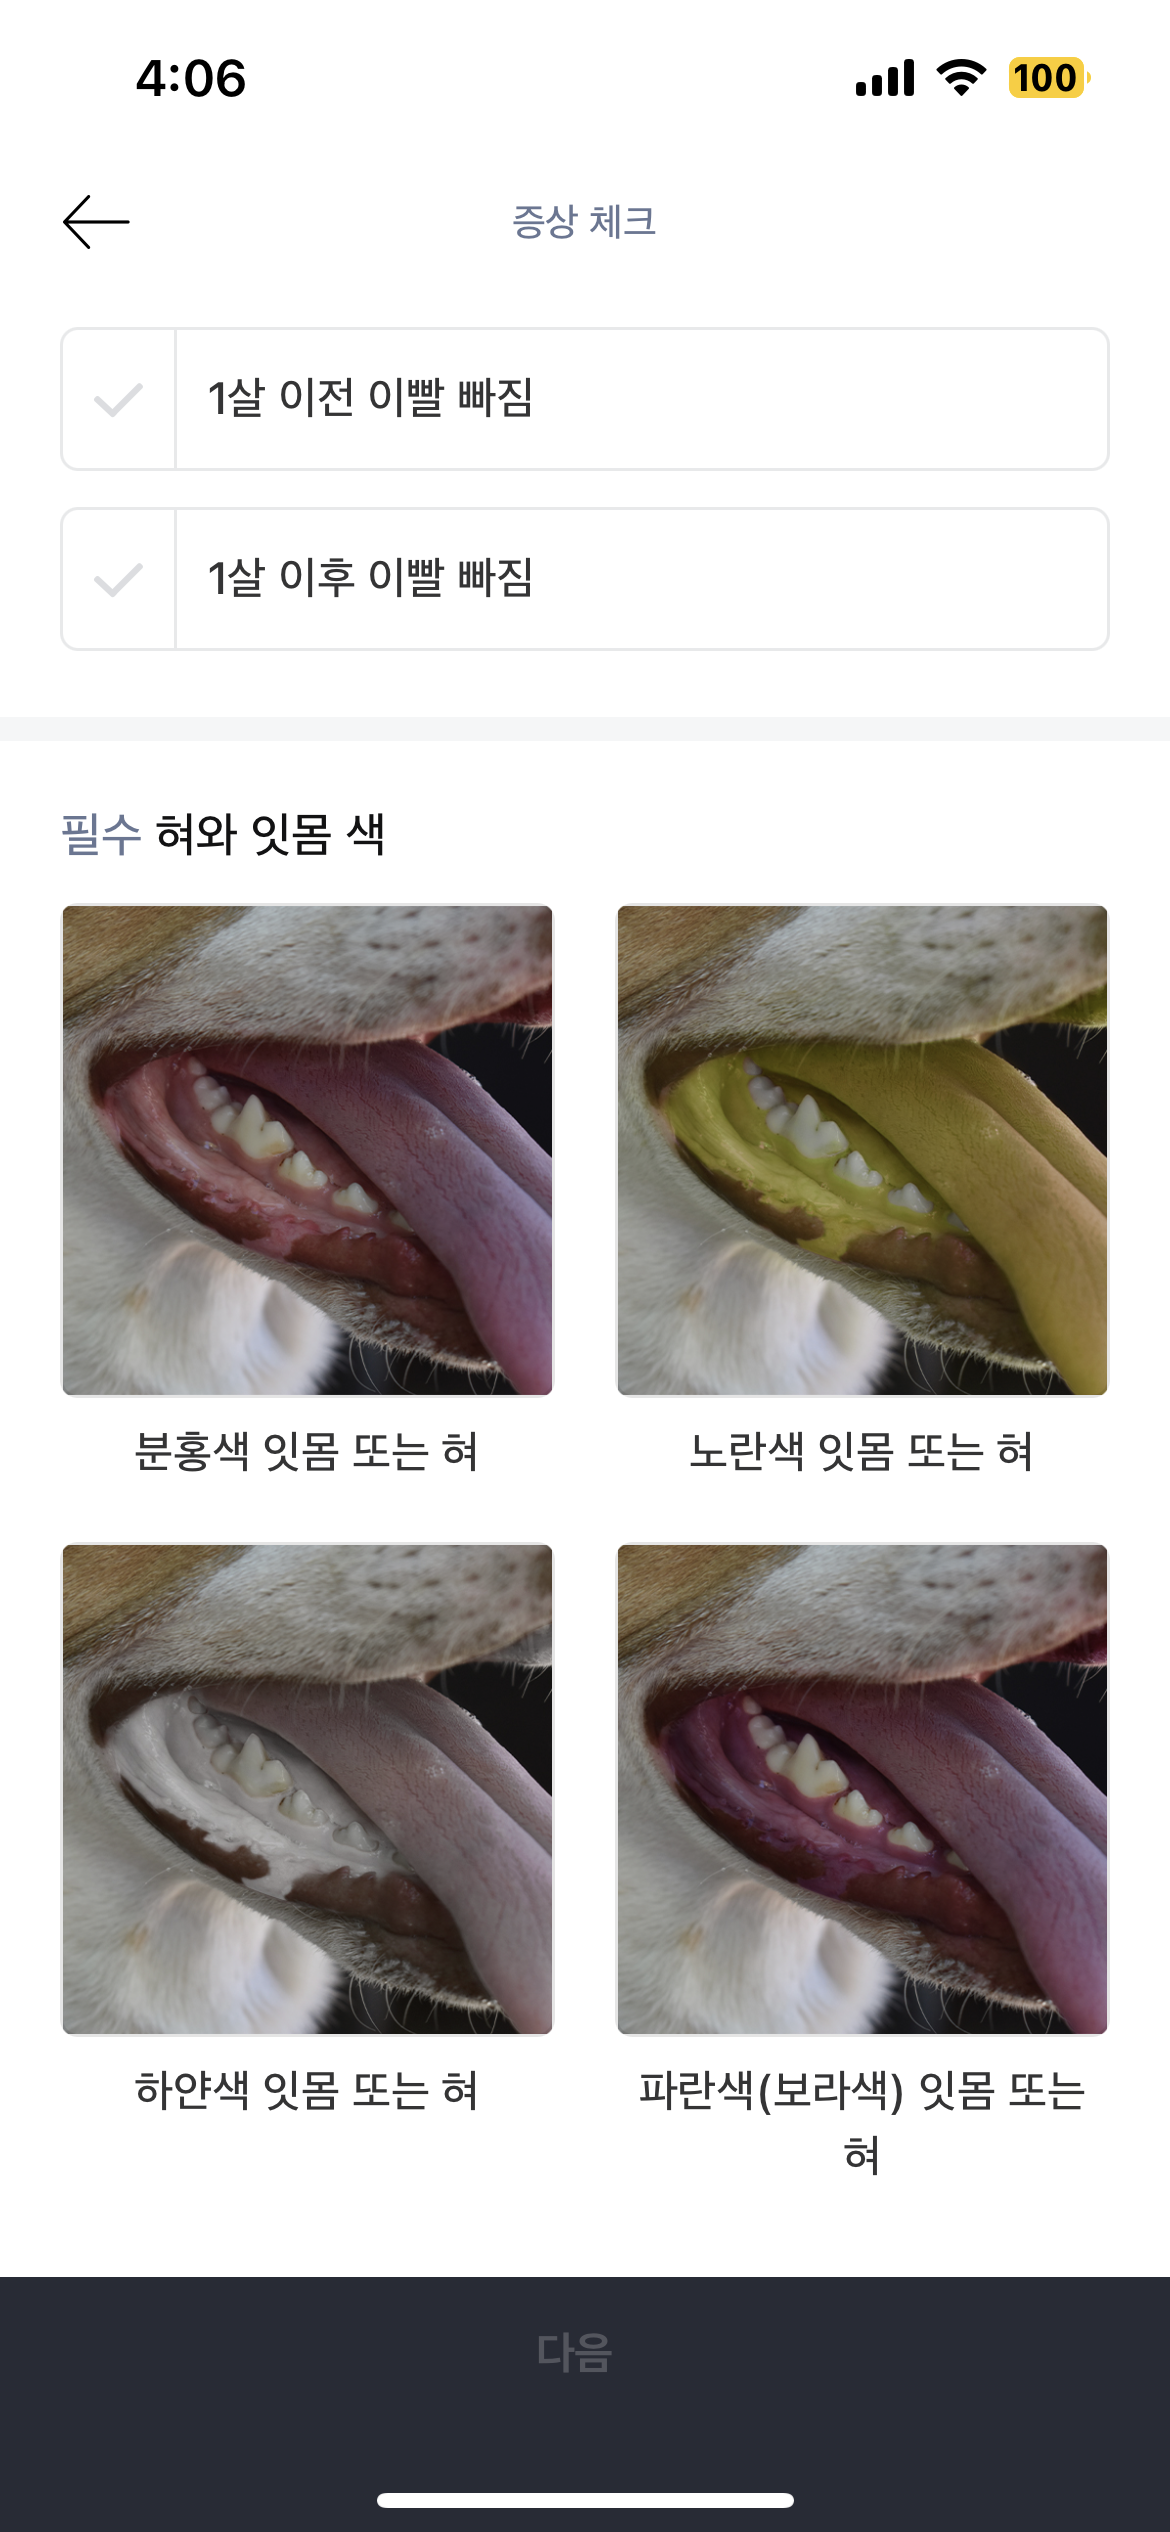 4:06
100
증상 체크
1살 이전 이빨 빠짐
1살 이후 이빨 빠짐
필수 혀와 잇몸 색
분홍색 잇몸 또는 혀
노란색 잇몸 또는 혀
하얀색 잇몸 또는 혀
파란색(보라색) 잇몸 또는
혀
다음